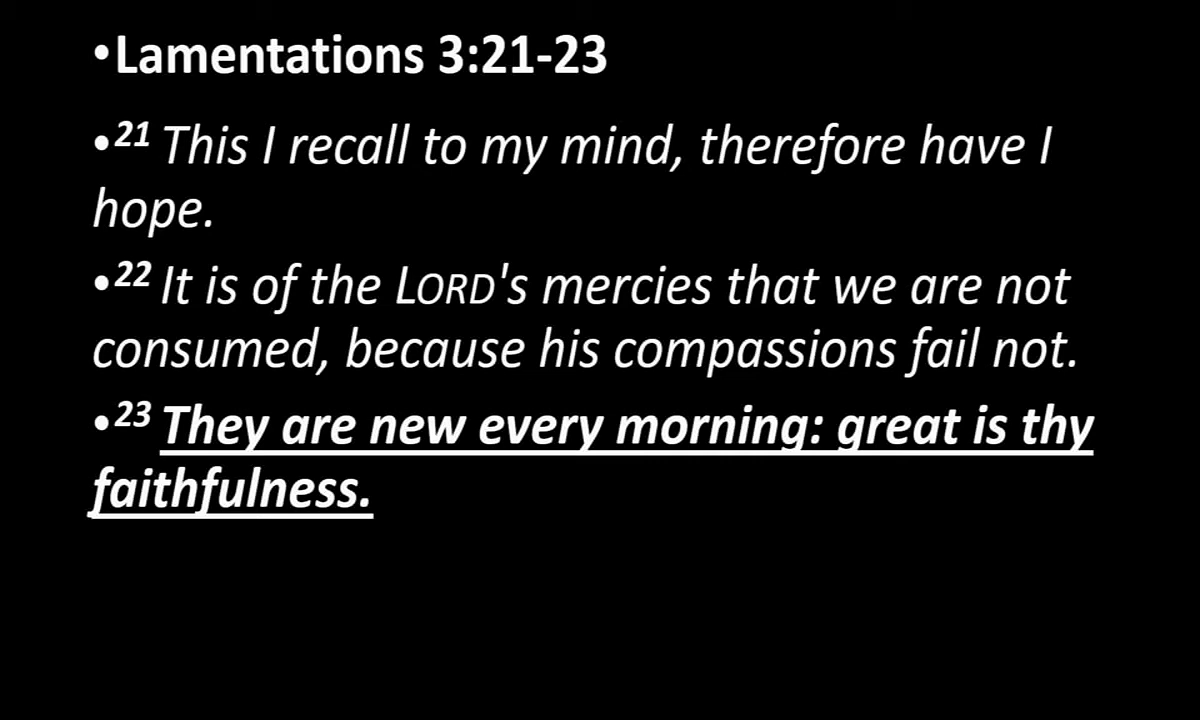 •Lamentations 3:21-23
•21 This I recall to my mind, therefore have I
hope.
•22 It is of the LORD's mercies that we are not
consumed, because his compassions fail not.
•23 They are new every morning: great is thy
faithfulness.